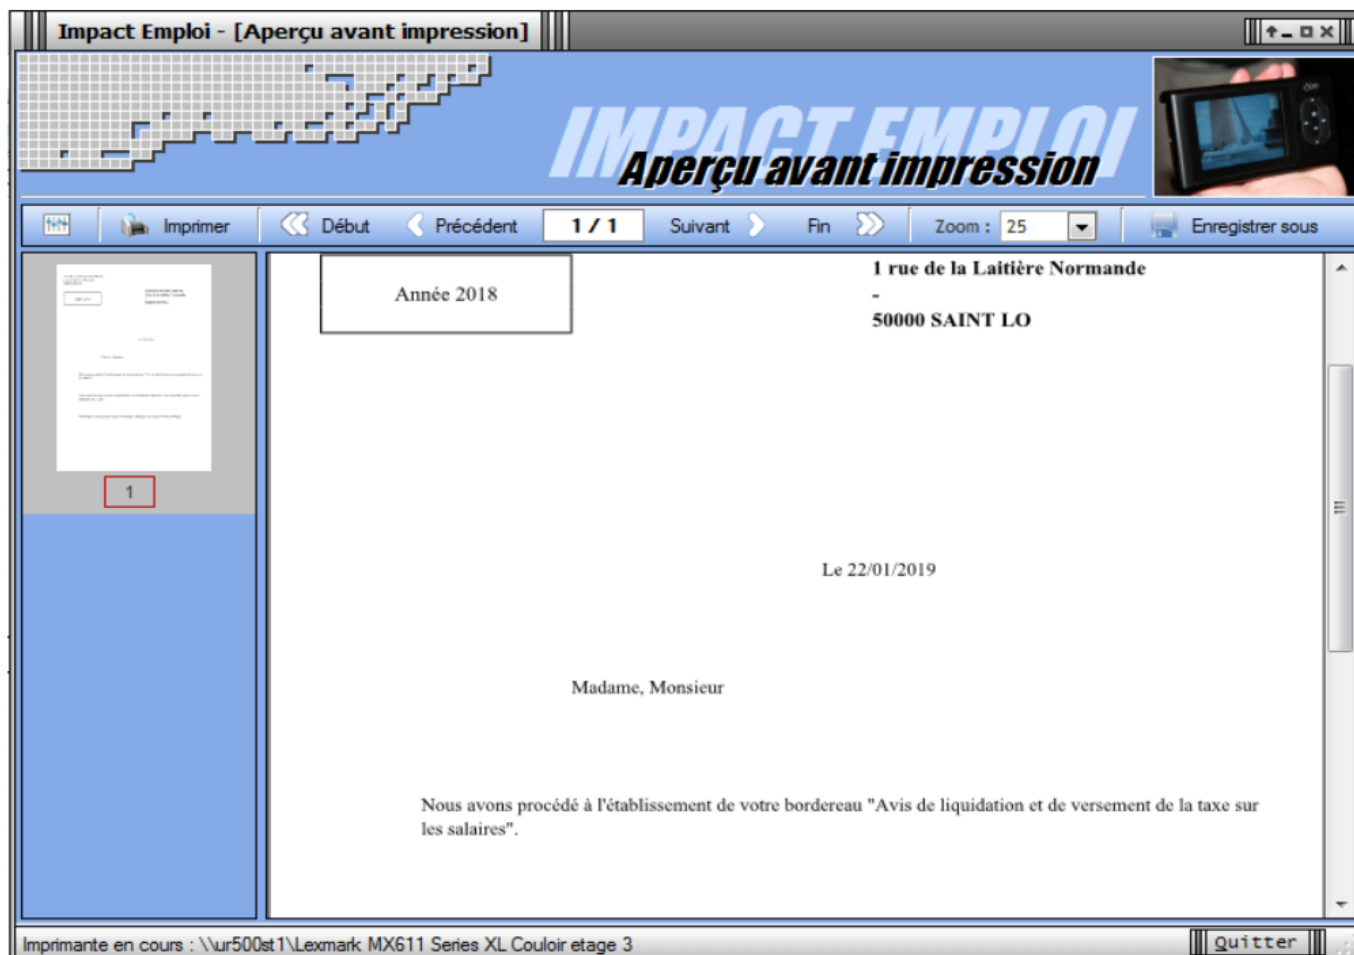 Impact Emploi - [Aperçu avant impression]
IMPACT EMPLOI
Aperçu avant impression
Imprimer
Début
Précédent
1 / 1
Suivant
Fin
Zoom :
25
Enregistrer sous
1
Année 2018
1 rue de la Laitière Normande
-
50000 SAINT LO
Le 22/01/2019
Madame, Monsieur
Nous avons procédé à l'établissement de votre bordereau "Avis de liquidation et de versement de la taxe sur
les salaires".
Imprimante en cours : \\ur500st1\Lexmark MX611 Series XL Couloir etage 3
Quitter